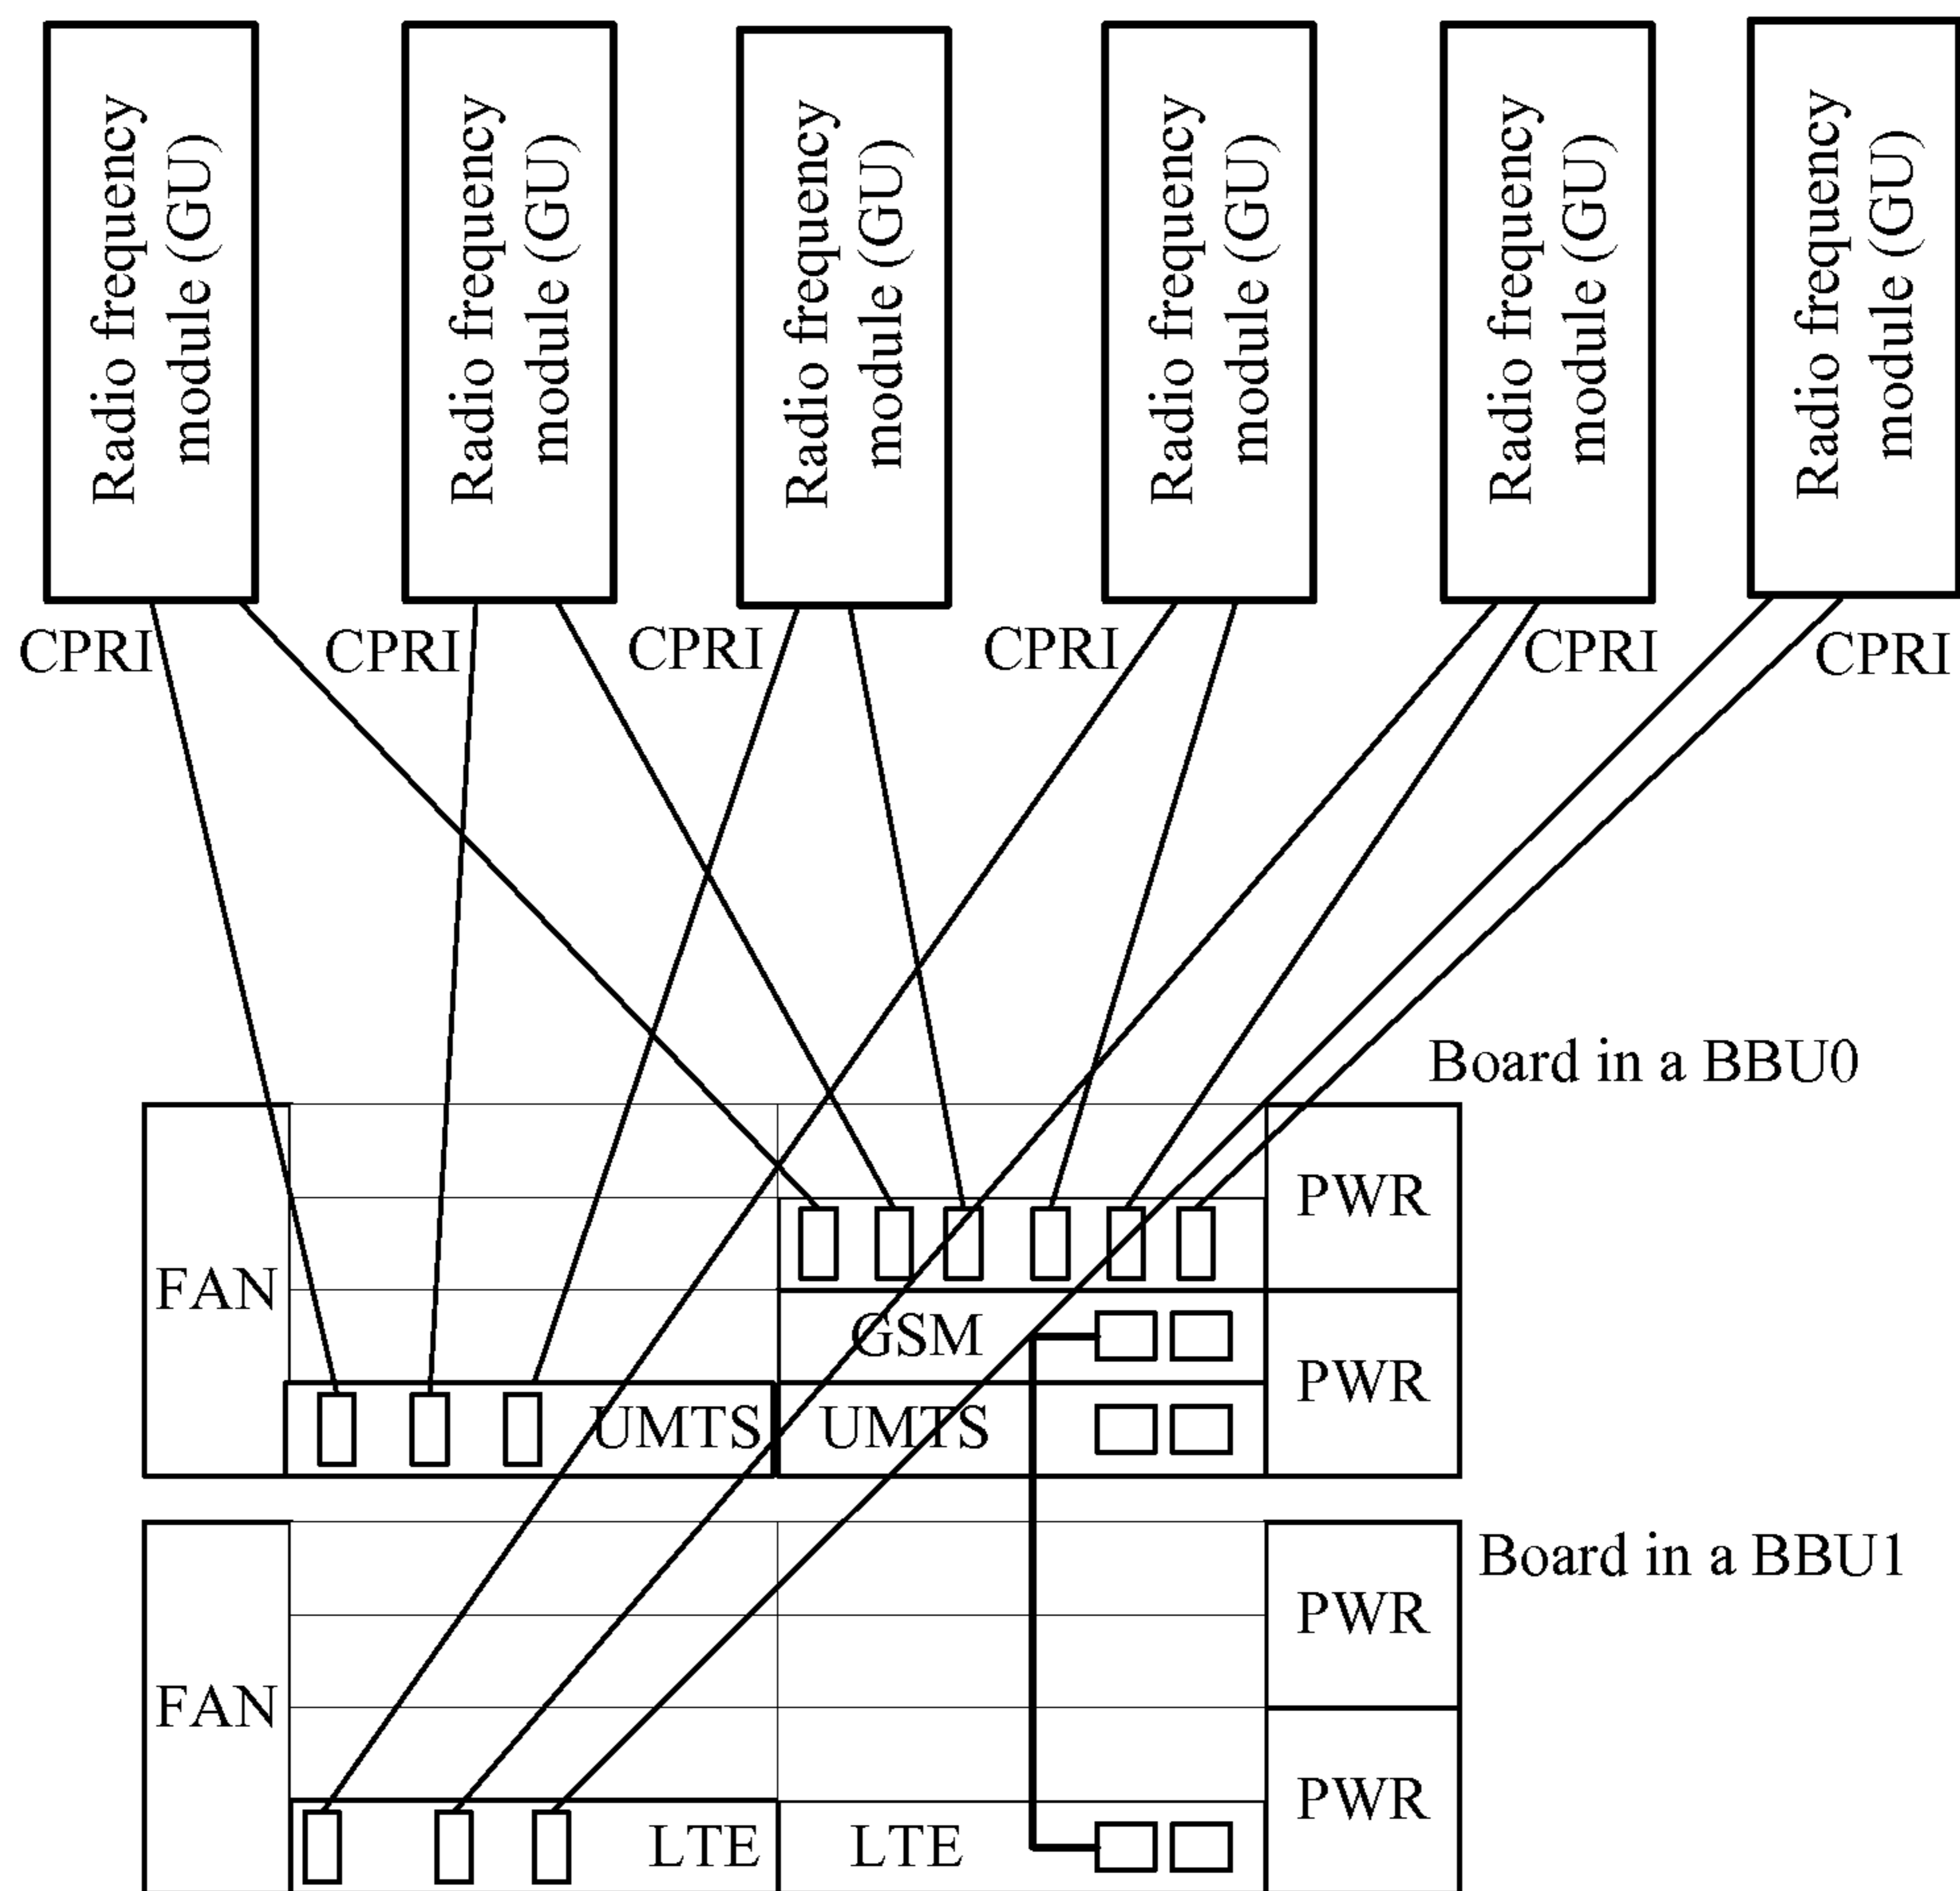 Radio frequency
module (GU)
Radio frequency
module (GU)
Radio frequency
module (GU)
Radio frequency
module (GU)
Radio frequency
module (GU)
Radio frequency
module (GU)
CPRI
CPRI
CPRI
CPRI
CPRI
CPRI
Board in a BBU0
FAN
PWR
GSM
PWR
UMTS
UMTS
Board in a BBU1
FAN
PWR
PWR
LTE
LTE